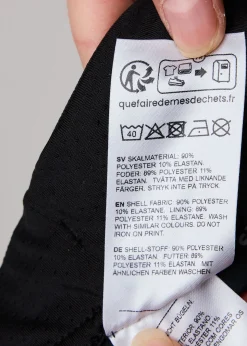 quefairedemesdechets.fr
40
SV SKALMATERIAL: 90%
POLYESTER 10% ELASTAN.
FODER: 89% POLYESTER 11%
ELASTAN. TVÄTTA MED LIKNANDE
FÄRGER. STRYK INTE PÅ TRYCK.
EN SHELL FABRIC: 90% POLYESTER
10% ELASTANE. LINING: 89%
POLYESTER 11% ELASTANE. WASH
WITH SIMILAR COLOURS. DO NOT
IRON ON PRINT.
DE SHELL-STOFF: 90% POLYESTER
10% ELASTAN. FUTTER: 89%
POLYESTER 11% ELASTAN. MIT
ÄHNLICHEN FARBEN WASCHEN.